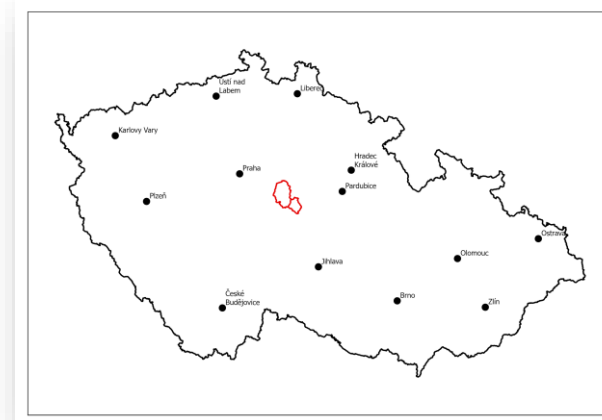 Ústí nad
Labem
Liberec
Karlovy Vary
Hradec
Králové
Praha
Pardubice
Plzeň
Ostrava
Olomouc
Jihlava
České
Budějovice
Brno
Zlín